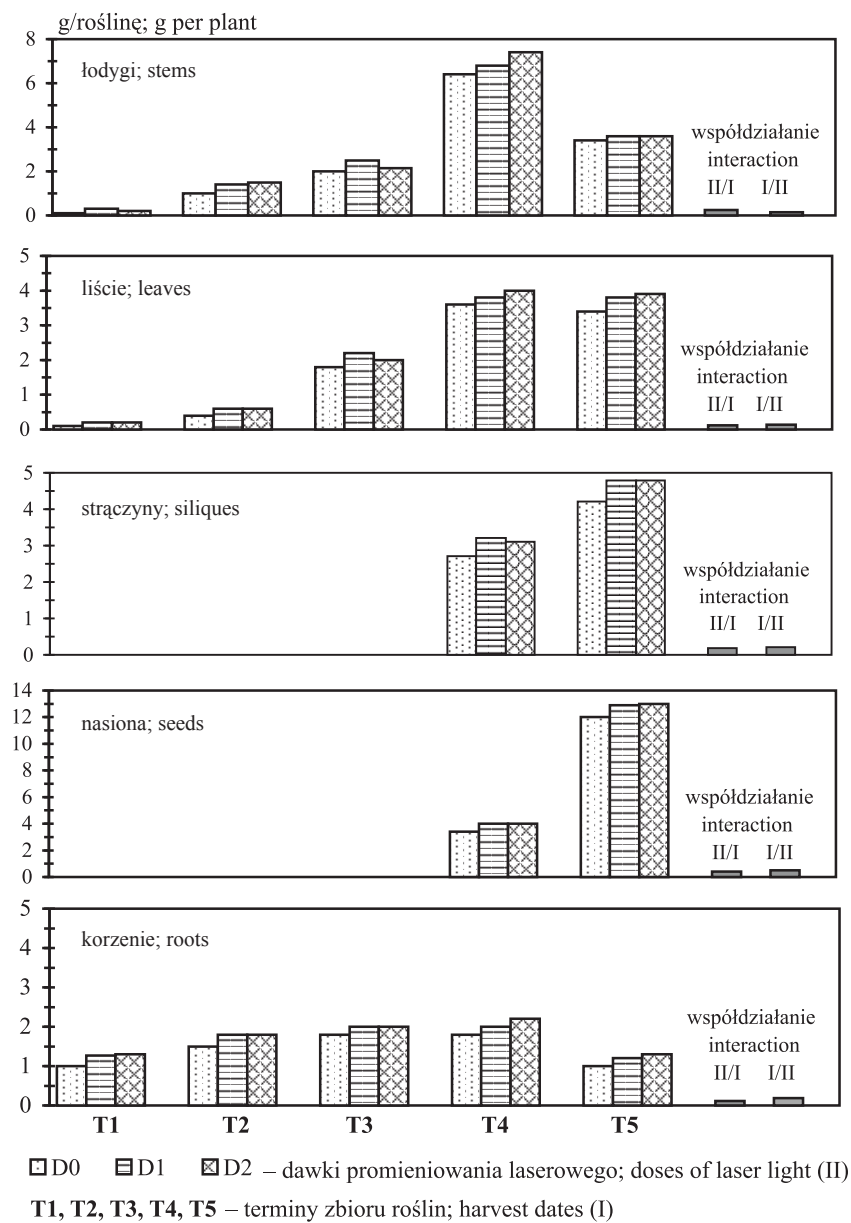 g/roślinę; g per plant
8
łodygi; stems
6
4
współdziałanie
interaction
2
II/I I/II
0
5
liście; leaves
4
3
współdziałanie
2
interaction
1
II/I I/II
0
5
strączyny; siliques
4
3
współdziałanie
2
interaction
1
II/I I/II
0
14
nasiona; seeds
12
10
8
6
współdziałanie
4
interaction
2
II/I I/II
0
5
korzenie; roots
4
3
współdziałanie
2
interaction
1
II/I I/II
0
T1 T2 T3 T4 T5
D0 D1 D2 – dawki promieniowania laserowego; doses of laser light (II)
T1, T2, T3, T4, T5 – terminy zbioru roślin; harvest dates (I)